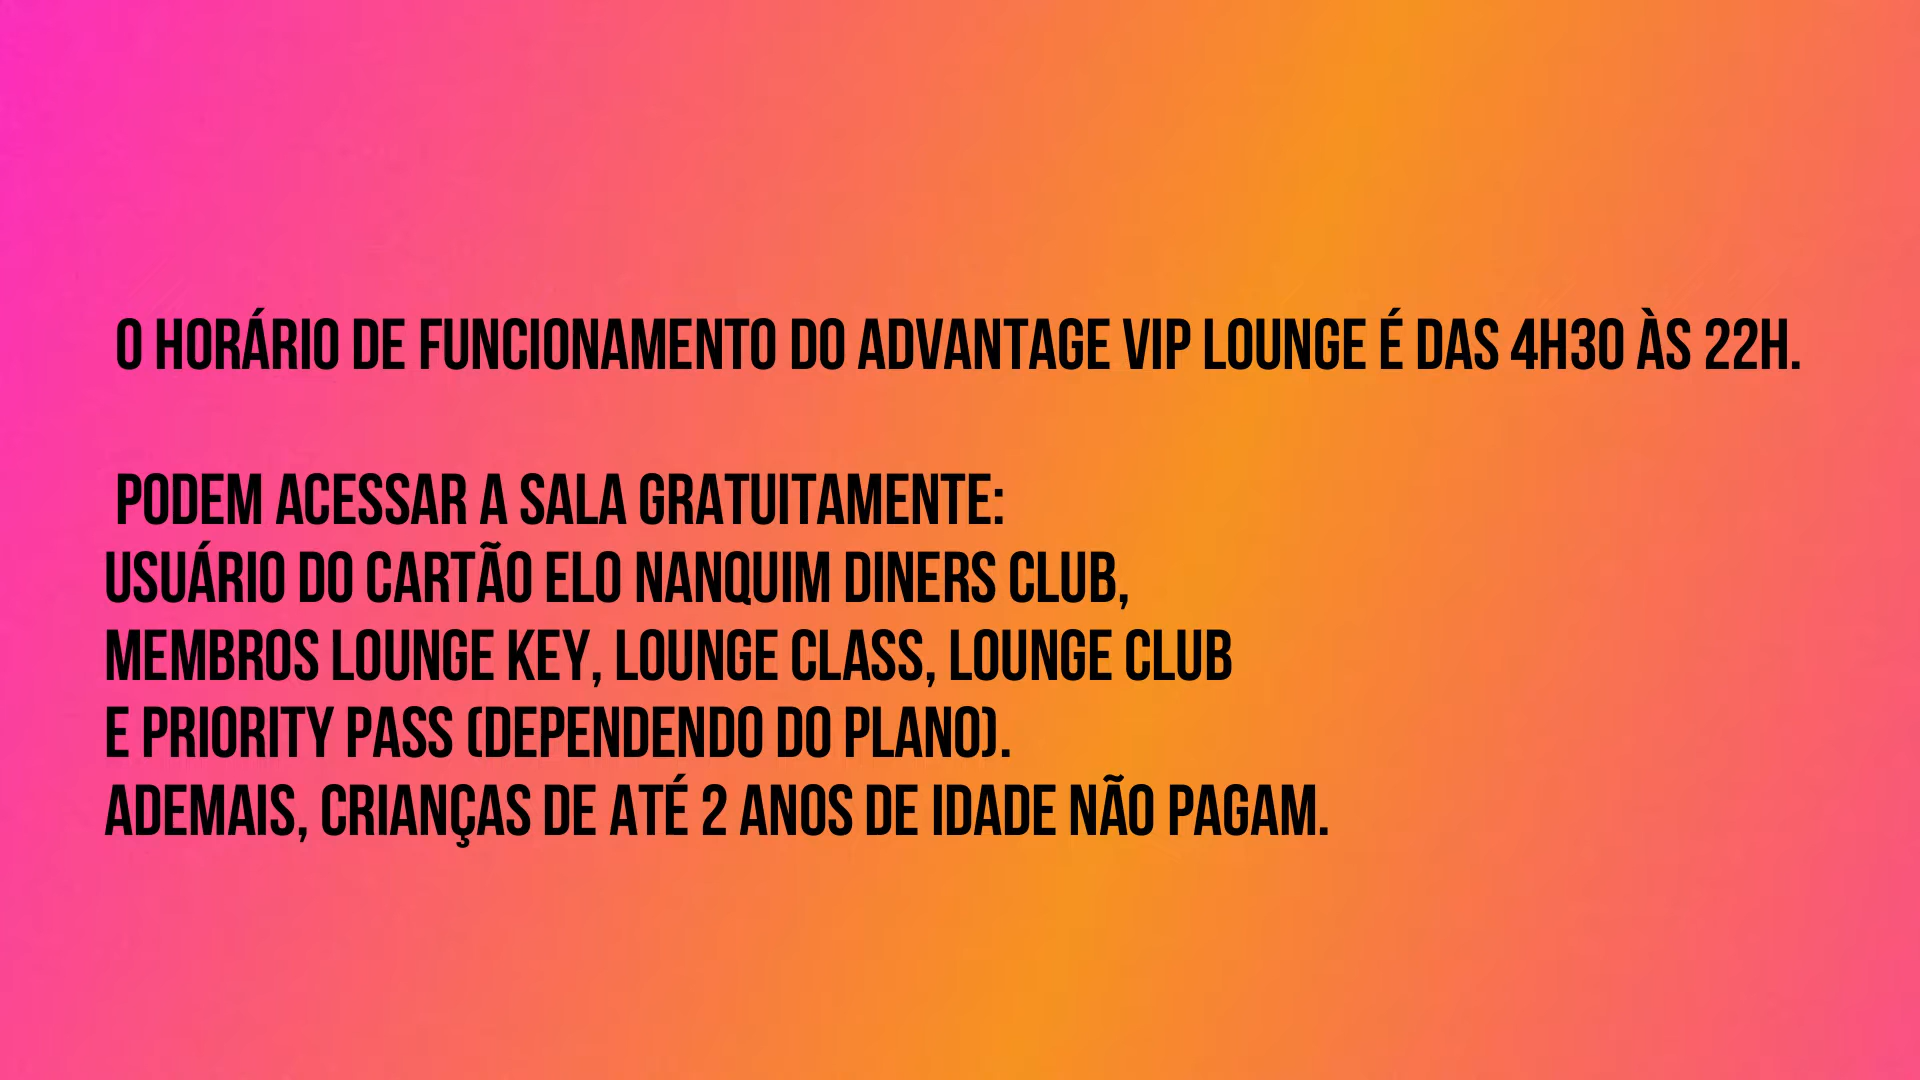 O HORÁRIO DE FUNCIONAMENTO DO ADVANTAGE VIP LOUNGE É DAS 4H30 ÀS 22H.
PODEM ACESSAR A SALA GRATUITAMENTE:
USUÁRIO DO CARTÃO ELO NANQUIM DINERS CLUB,
MEMBROS LOUNGE KEY, LOUNGE CLASS, LOUNGE CLUB
E PRIORITY PASS (DEPENDENDO DO PLANO).
ADEMAIS, CRIANÇAS DE ATÉ 2 ANOS DE IDADE NÃO PAGAM.